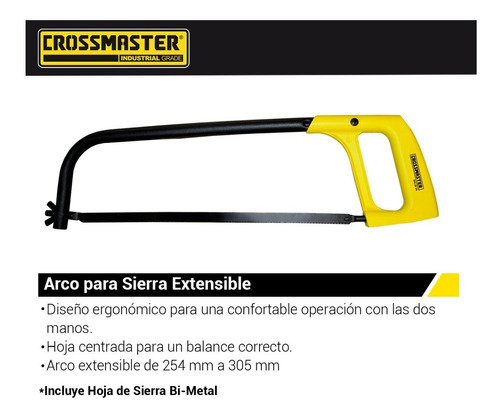 CROSSMASTER®
INDUSTRIAL GRADE
CROSSMASTER
Arco para Sierra Extensible
•Diseño ergonómico para una confortable operación con las dos
manos.
•Hoja centrada para un balance correcto.
•Arco extensible de 254 mm a 305 mm
*Incluye Hoja de Sierra Bi-Metal